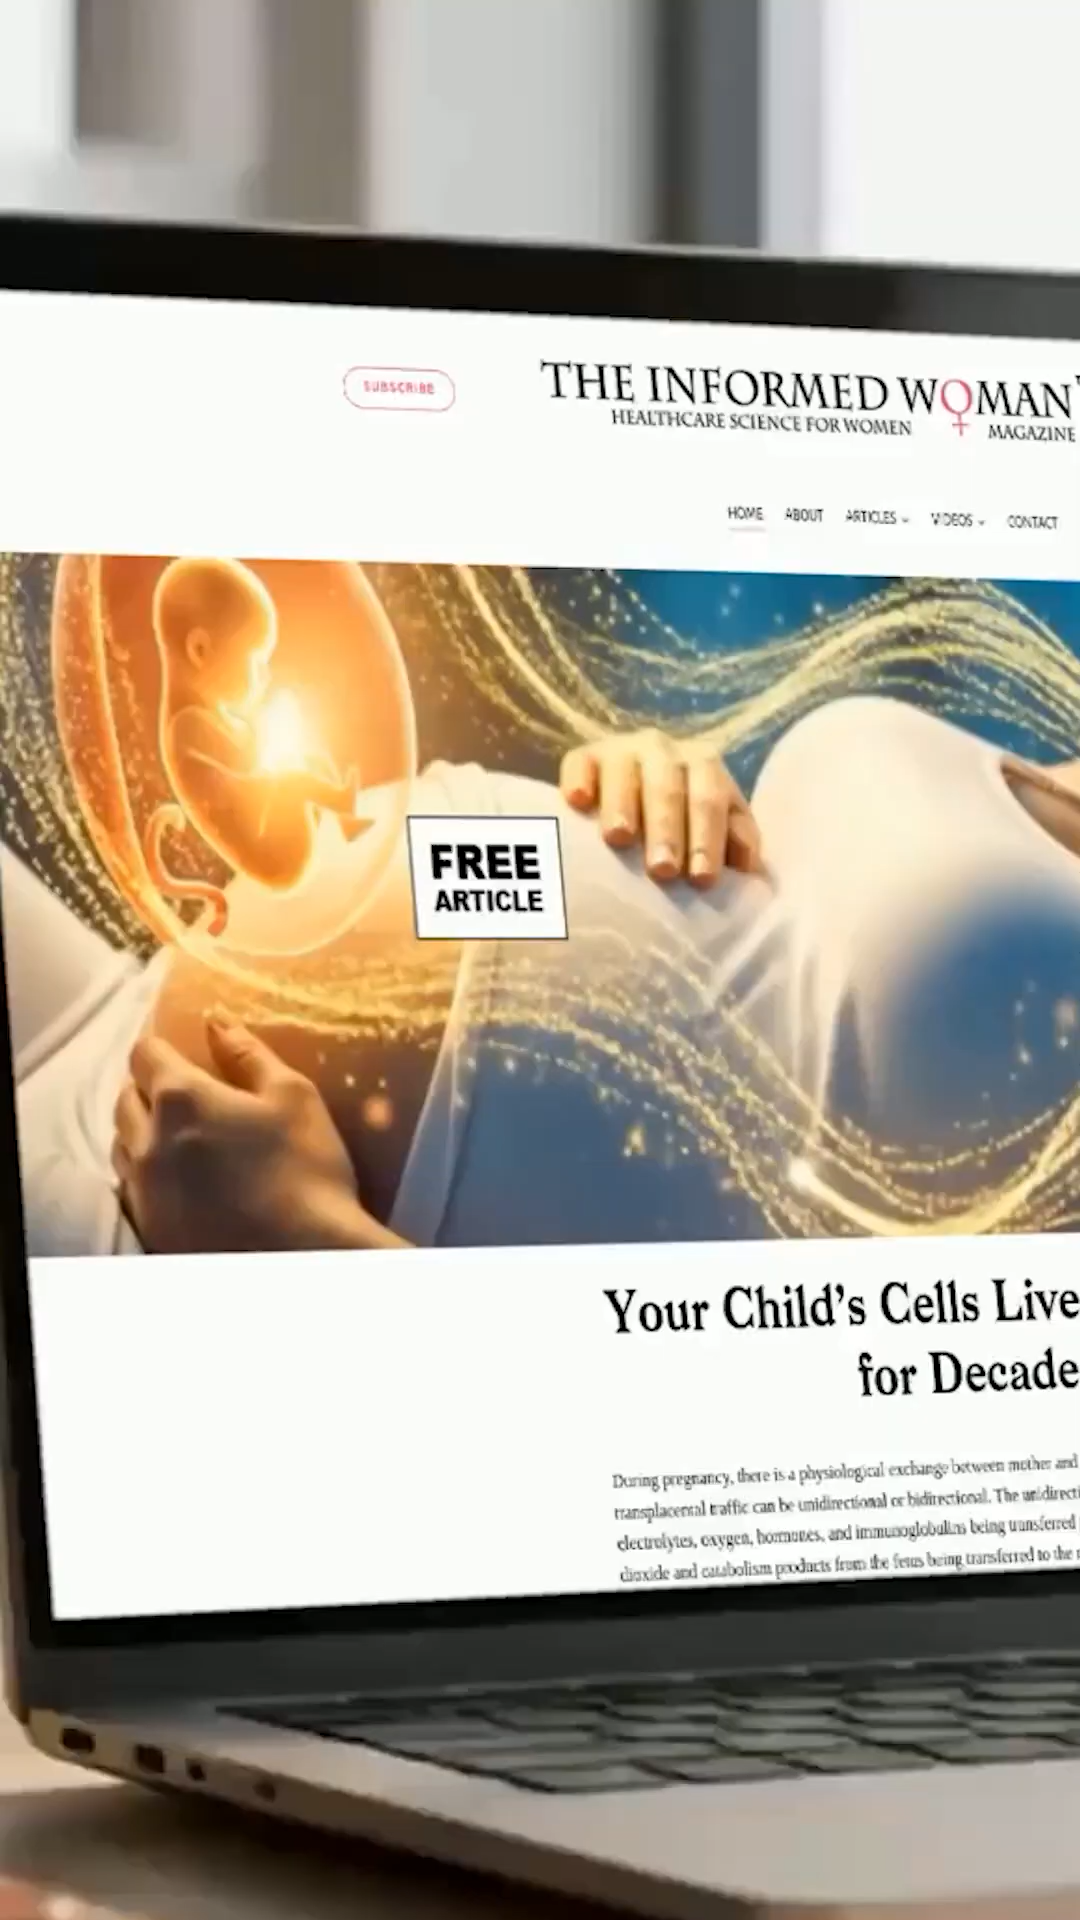 SUBSCRIBE
THE INFORMED WOMAN
HEALTHCARE SCIENCE FOR WOMEN MAGAZINE
HOME ABOUT ARTICLES VIDEOS CONTACT
FREE
ARTICLE
Your Child's Cells Live
for Decade
During pregnancy, there is a physiological exchange between mother and
transplacental traffic can be unidirectional or bidirectional. The unidirecti
electrolytes, oxygen, hormones, and immunoglobulins being transferred
dioxide and catabolism products from the fetus being transferred to the